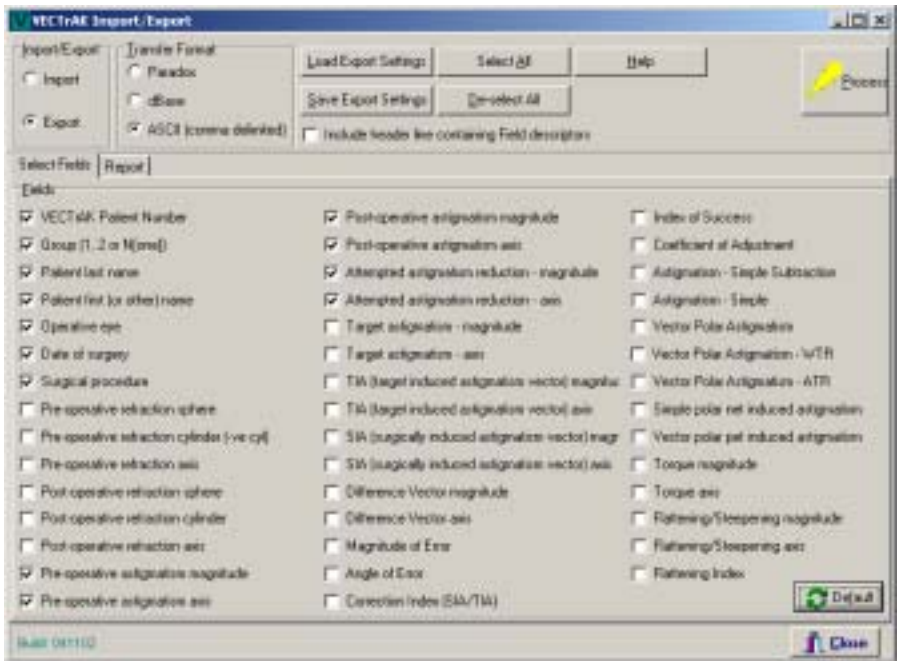 VECTrAK Import/Export
Import/Export
Import
Export
Transfer Format
Paradox
dBase
ASCII (comma delimited)
Load Export Settings
Select All
Help
Save Export Settings
De-select All
Include header line containing Field descriptors
Process
Select Fields
Report
Fields
VECTrAK Patient Number
Group (1..2 or N[one])
Patient last name
Patient first (or other) name
Operative eye
Date of surgery
Surgical procedure
Pre-operative refraction sphere
Pre-operative refraction cylinder (-ve cyl)
Pre-operative refraction axis
Post-operative refraction sphere
Post-operative refraction cylinder
Post-operative refraction axis
Pre-operative astigmatism magnitude
Pre-operative astigmatism axis
Post-operative astigmatism magnitude
Post-operative astigmatism axis
Attempted astigmatism reduction - magnitude
Attempted astigmatism reduction - axis
Target astigmatism - magnitude
Target astigmatism - axis
TIA (target induced astigmatism vector) magnituc
TIA (target induced astigmatism vector) axis
SIA (surgically induced astigmatism vector) magr
SIA (surgically induced astigmatism vector) axis
Difference Vector magnitude
Difference Vector axis
Magnitude of Error
Angle of Error
Correction Index (SIA/TIA)
Index of Success
Coefficient of Adjustment
Astigmatism - Simple Subtraction
Astigmatism - Simple
Vector Polar Astigmatism
Vector Polar Astigmatism - WTR
Vector Polar Astigmatism - ATR
Simple polar net induced astigmatism
Vector polar net induced astigmatism
Torque magnitude
Torque axis
Flattening/Steepening magnitude
Flattening/Steepening axis
Flattening Index
Default
Build 041102
Close